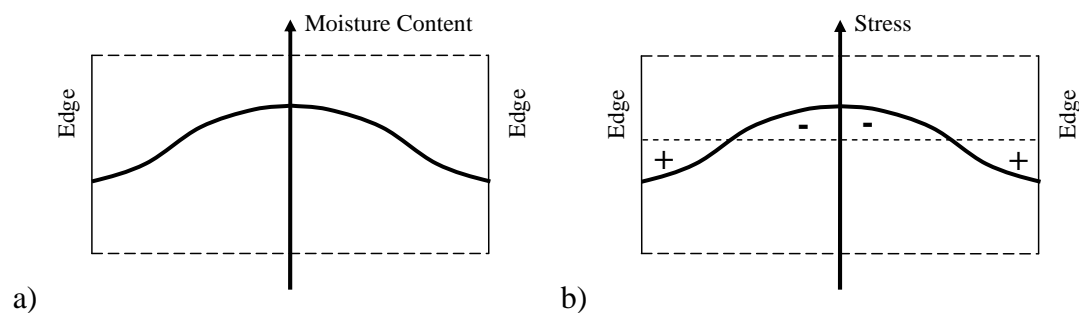 Moisture Content
Edge
Edge
a)
Stress
Edge
Edge
- -
+ +
b)